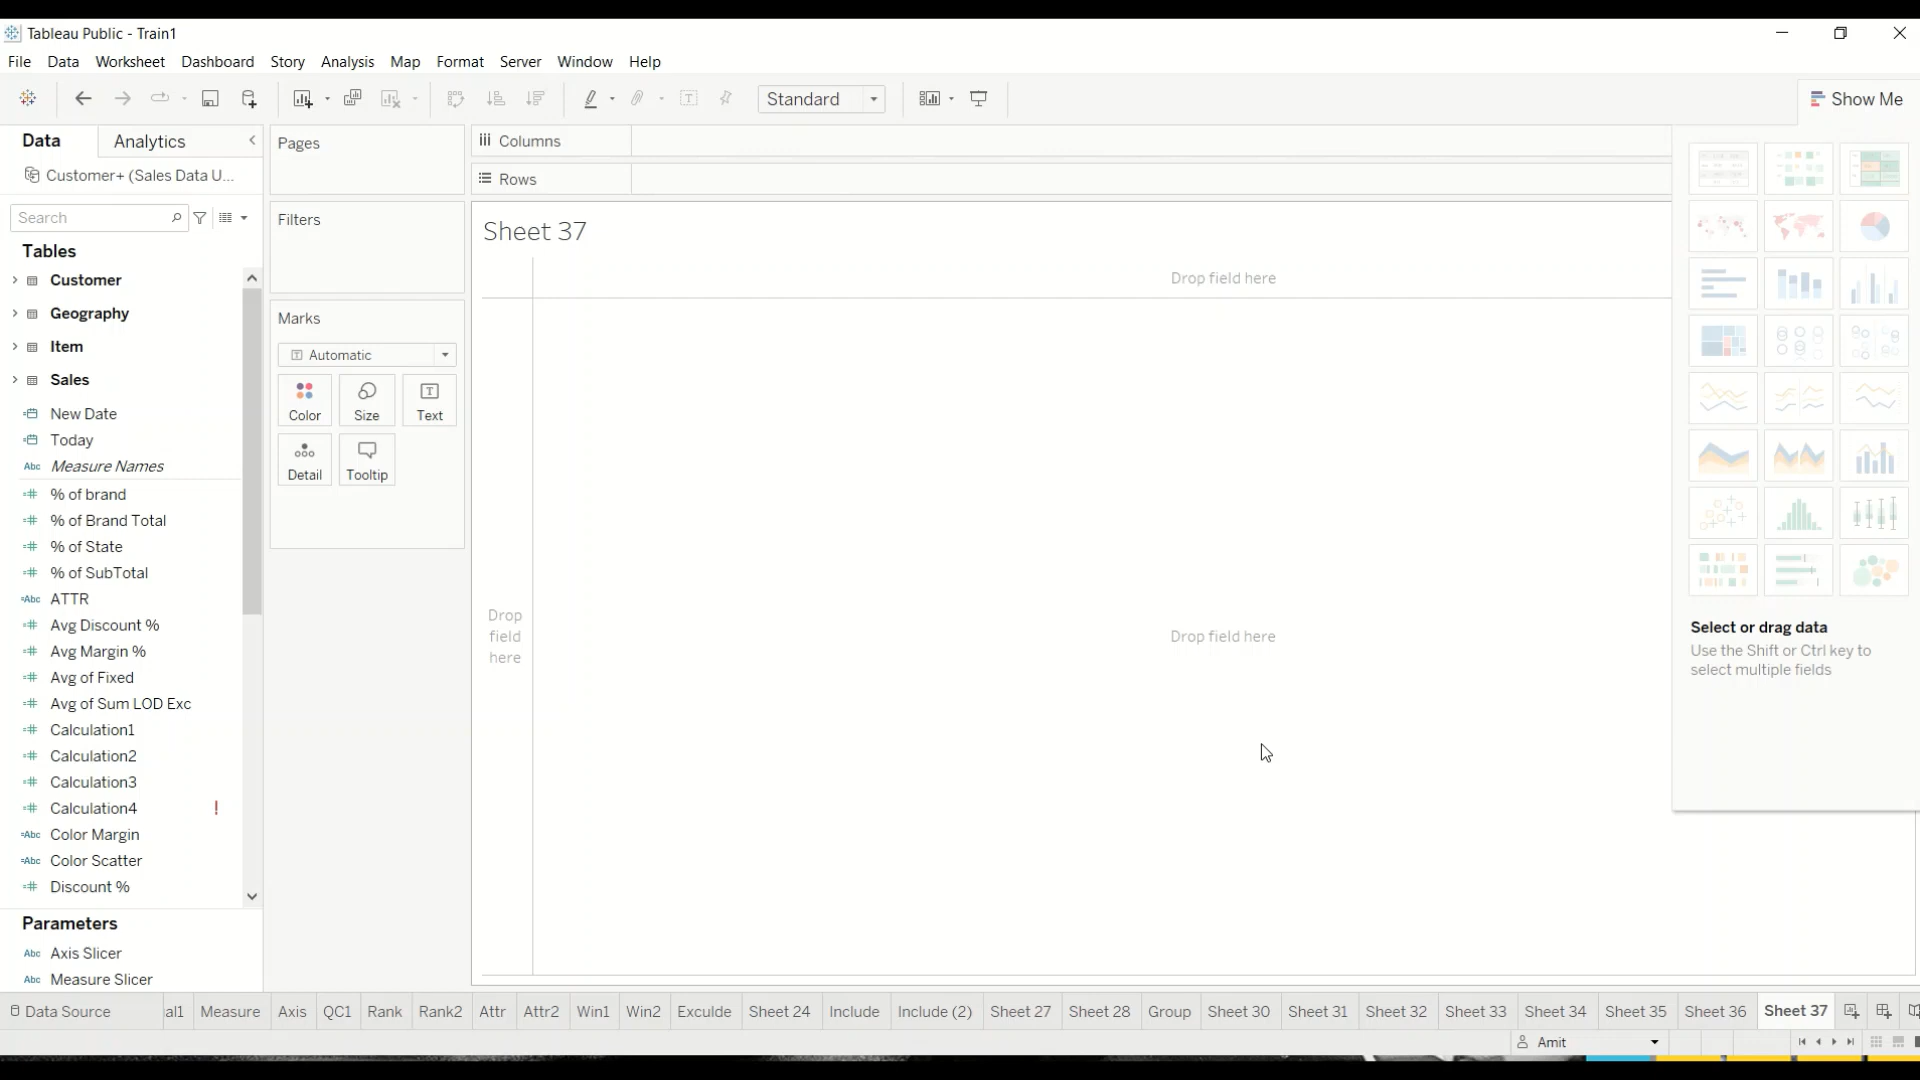 Tableau Public - Train1
File Data Worksheet Dashboard Story Analysis Map Format Server Window Help
Standard
Show Me
Data Analytics
Customer+ (Sales Data U...
Search
Tables
Customer
Geography
Item
Sales
New Date
Today
Abc Measure Names
% of brand
% of Brand Total
% of State
% of SubTotal
=Abc ATTR
Avg Discount %
Avg Margin %
Avg of Fixed
Avg of Sum LOD Exc
Calculation1
Calculation2
Calculation3
Calculation4 !
=Abc Color Margin
=Abc Color Scatter
Discount %
Parameters
Abc Axis Slicer
Abc Measure Slicer
Pages
Filters
Marks
Automatic
Color Size Text
Detail Tooltip
Columns
Rows
Sheet 37
Drop field here
Drop
field
here
Drop field here
Select or drag data
Use the Shift or Ctrl key to
select multiple fields
Data Source al1 Measure Axis QC1 Rank Rank2 Attr Attr2 Win1 Win2 Exculde Sheet 24 Include Include (2) Sheet 27 Sheet 28 Group Sheet 30 Sheet 31 Sheet 32 Sheet 33 Sheet 34 Sheet 35 Sheet 36 Sheet 37
Amit